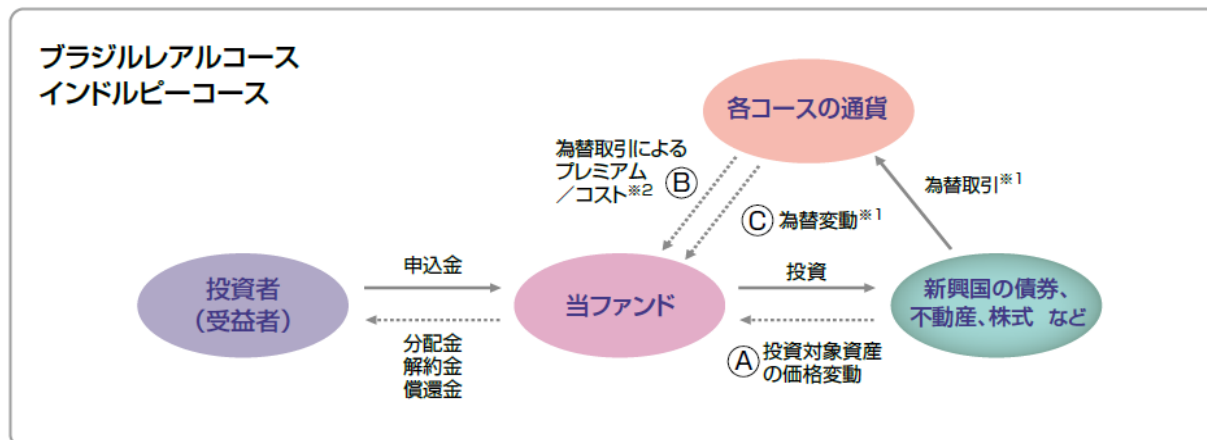 ブラジルレアルコース
インドルピーコース
各コースの通貨
為替取引による
プレミアム
／コスト※2 Ⓑ
為替取引※1
Ⓒ 為替変動※1
申込金
投資
投資者
（受益者）
当ファンド
新興国の債券、
不動産、株式 など
分配金
解約金
償還金
Ⓐ 投資対象資産
の価格変動